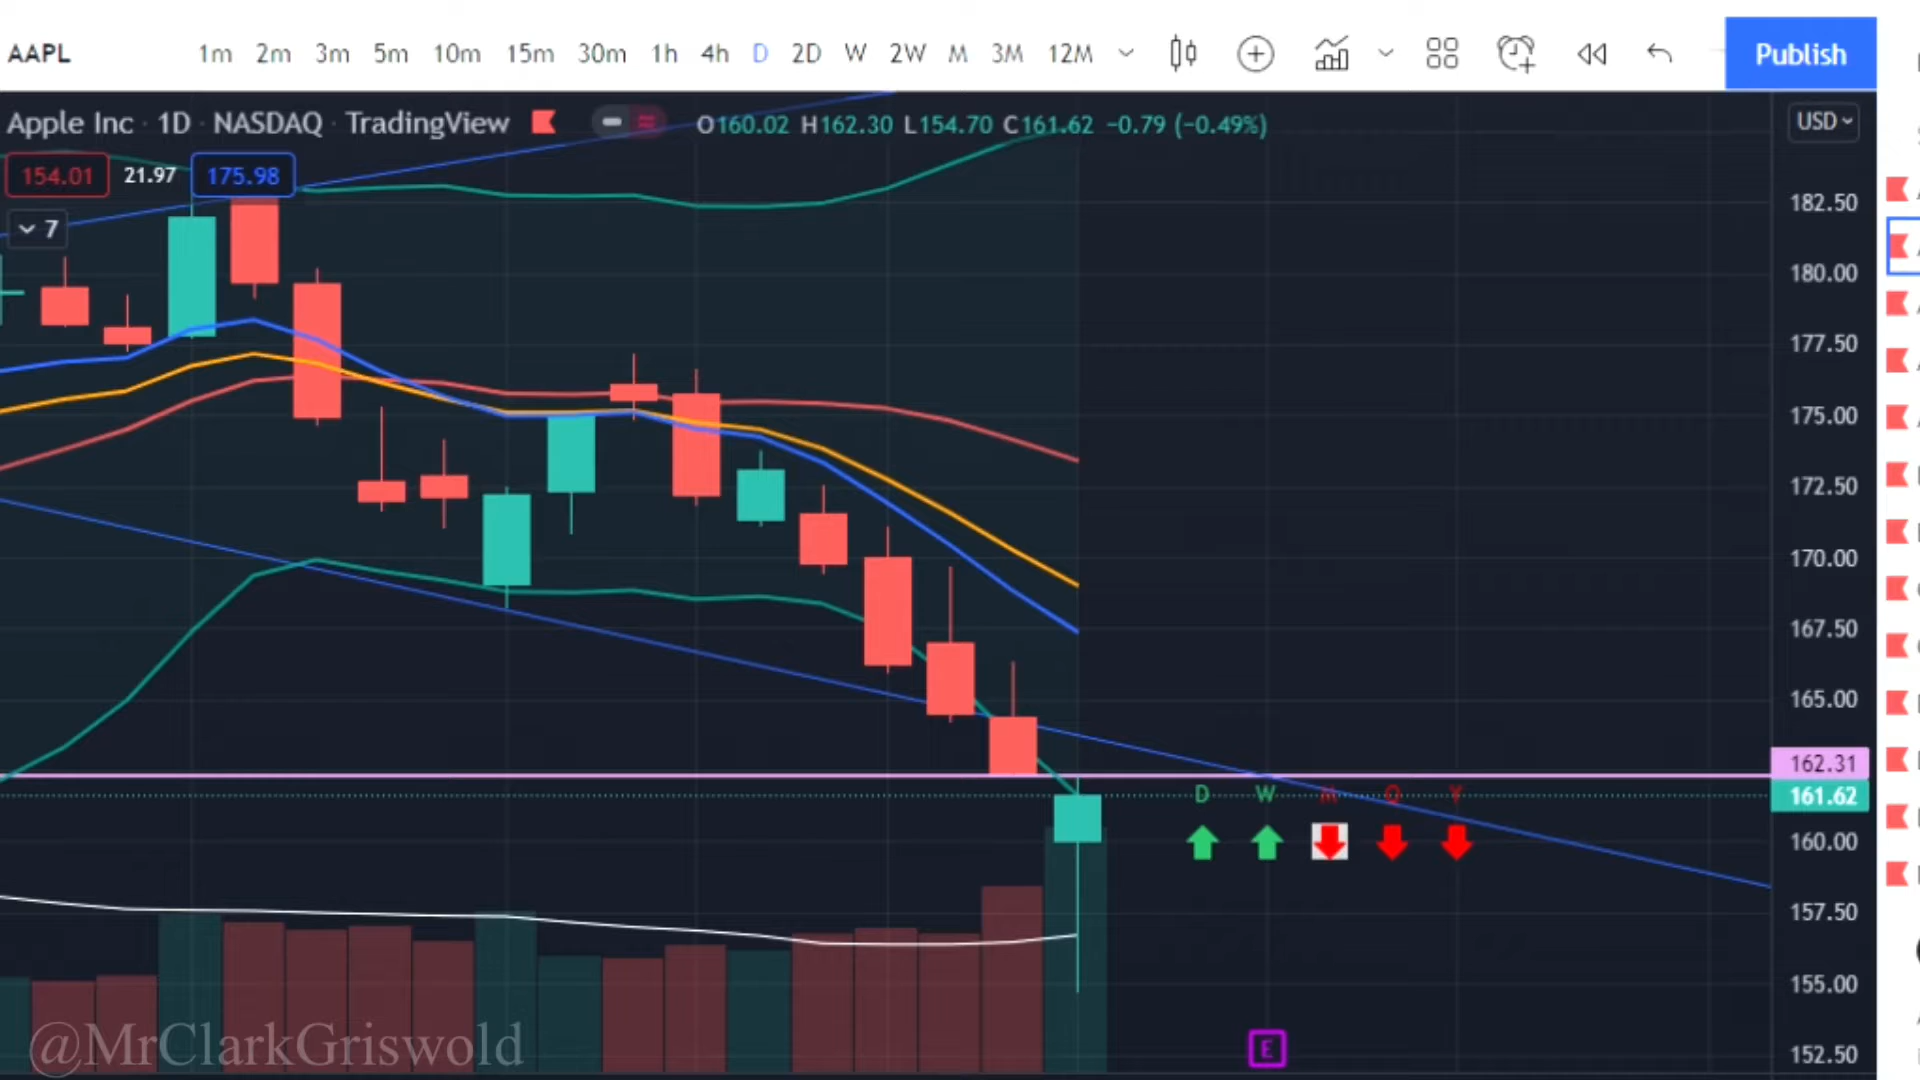 AAPL 1m 2m 3m 5m 10m 15m 30m 1h 4h D 2D W 2W M 3M 12M Publish
Apple Inc · 1D · NASDAQ · TradingView O160.02 H162.30 L154.70 C161.62 −0.79 (−0.49%) USD
154.01 21.97 175.98
7
182.50
180.00
177.50
175.00
172.50
170.00
167.50
165.00
162.31
D W M Q Y 161.62
160.00
157.50
155.00
@MrClarkGriswold E
152.50